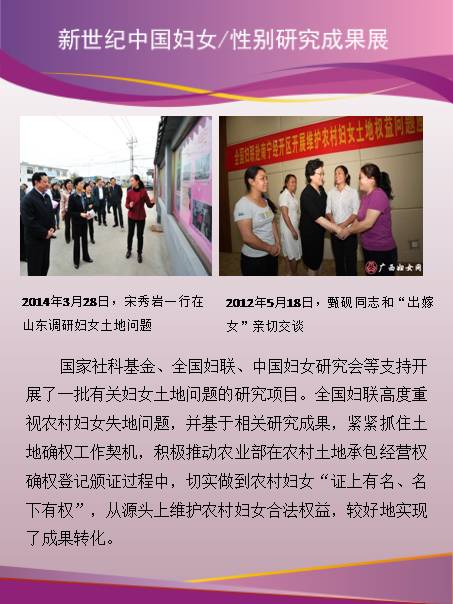 新世纪中国妇女/性别研究成果展
全国妇联赴南宁经开区开展维护农村妇女土地权益问题
广西妇女网
2014年3月28日，宋秀岩一行在
山东调研妇女土地问题
2012年5月18日，甄砚同志和“出嫁
女”亲切交谈
国家社科基金、全国妇联、中国妇女研究会等支持开
展了一批有关妇女土地问题的研究项目。全国妇联高度重
视农村妇女失地问题，并基于相关研究成果，紧紧抓住土
地确权工作契机，积极推动农业部在农村土地承包经营权
确权登记颁证过程中，切实做到农村妇女“证上有名、名
下有权”，从源头上维护农村妇女合法权益，较好地实现
了成果转化。